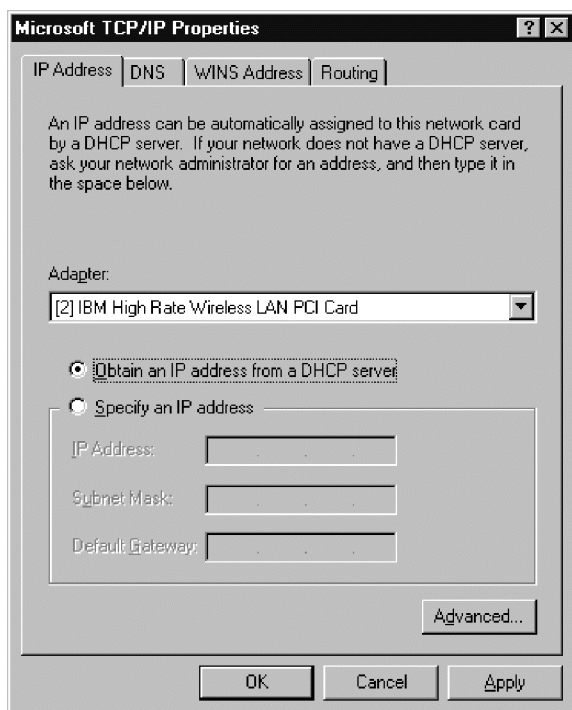 Microsoft TCP/IP Properties
IP Address DNS WINS Address Routing
An IP address can be automatically assigned to this network card
by a DHCP server. If your network does not have a DHCP server,
ask your network administrator for an address, and then type it in
the space below.
Adapter:
[2] IBM High Rate Wireless LAN PCI Card
Obtain an IP address from a DHCP server
Specify an IP address
IP Address:
Subnet Mask:
Default Gateway:
Advanced...
OK Cancel Apply